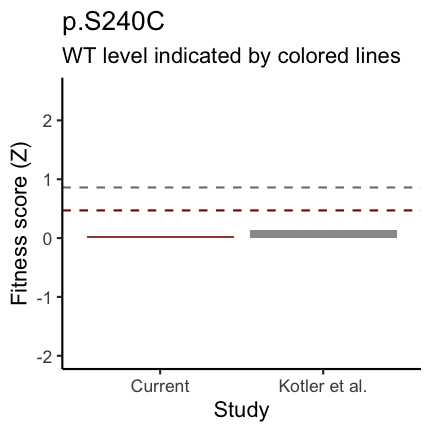 p.S240C
WT level indicated by colored lines
Fitness score (Z)
2
1
0
-1
-2
Current
Kotler et al.
Study